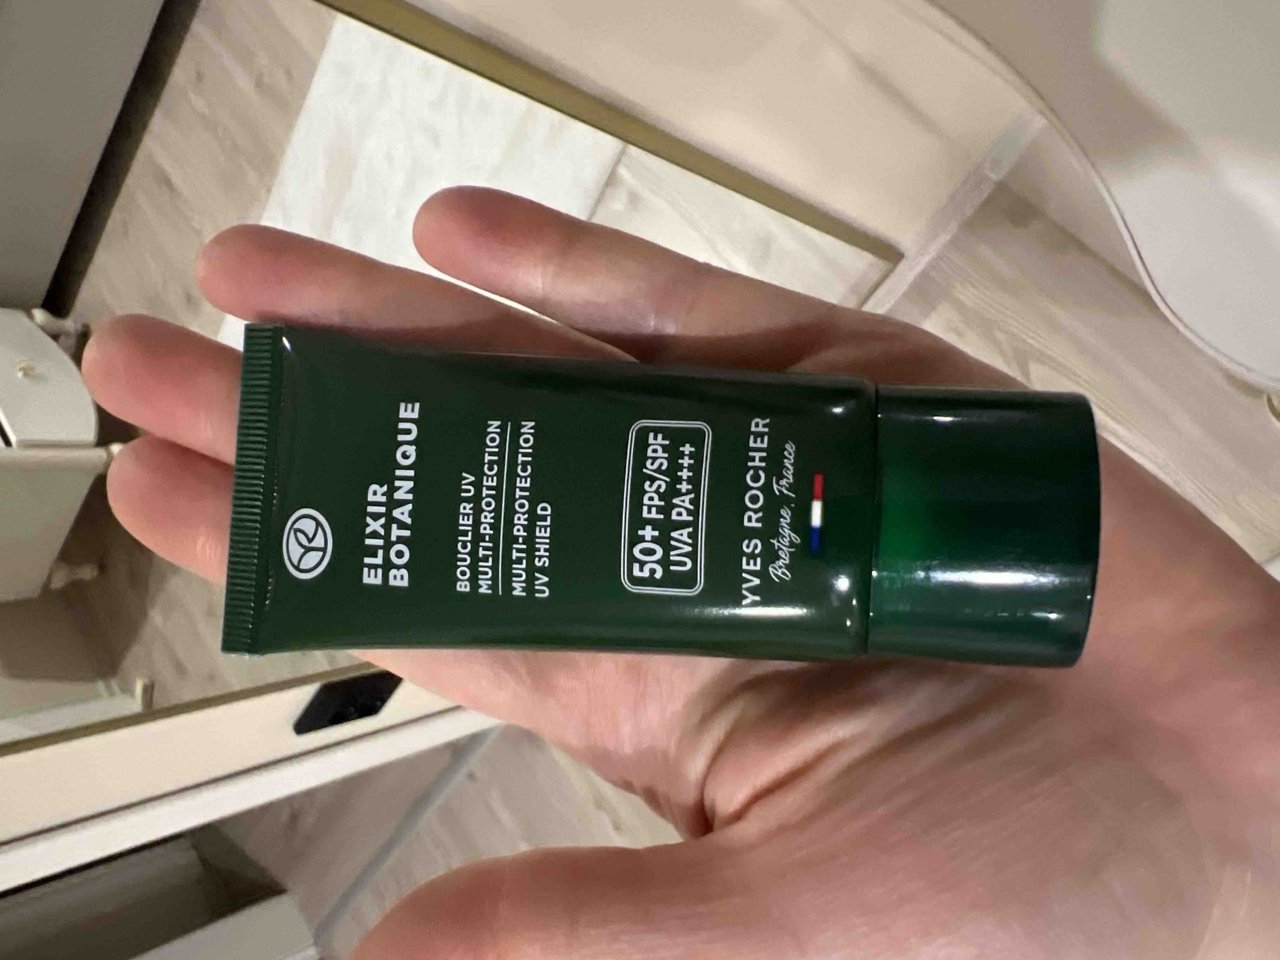 YR
ELIXIR
BOTANIQUE
BOUCLIER UV
MULTI-PROTECTION
MULTI-PROTECTION
UV SHIELD
50+ FPS/SPF
UVA PA++++
YVES ROCHER
Bretagne, France